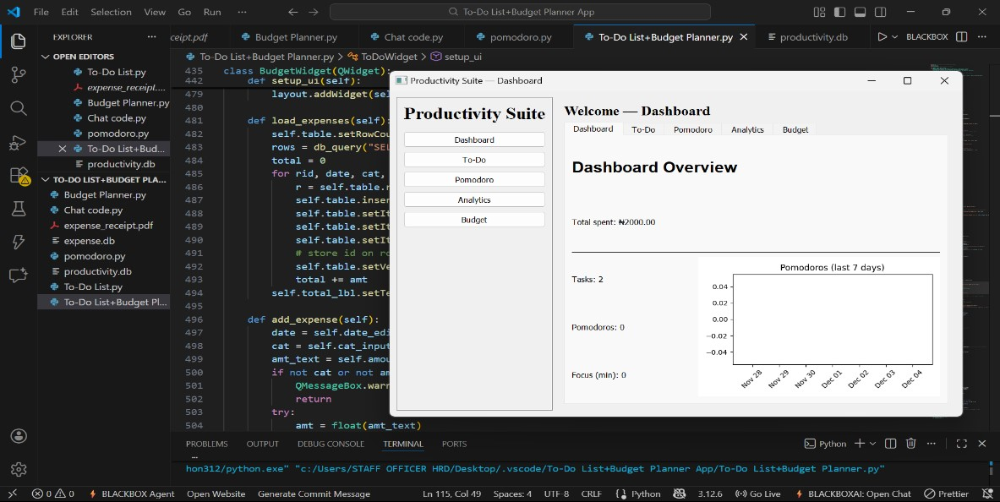 File Edit Selection View Go Run ··· To-Do List+Budget Planner App
EXPLORER ···
OPEN EDITORS
To-Do List.py
expense_receipt....
Budget Planner.py
Chat code.py
pomodoro.py
To-Do List+Bud...
productivity.db
TO-DO LIST+BUDGET PLA...
Budget Planner.py
Chat code.py
expense_receipt.pdf
expense.db
pomodoro.py
productivity.db
To-Do List.py
To-Do List+Budget Pl...
ceipt.pdf Budget Planner.py Chat code.py pomodoro.py To-Do List+Budget Planner.py productivity.db BLACKBOX ···
To-Do List+Budget Planner.py > ToDoWidget > setup_ui
435 class BudgetWidget(QWidget):
442 def setup_ui(self):
479 layout.addWidget(sel
480
481 def load_expenses(self):
482 self.table.setRowCou
483 rows = db_query("SEL
484 total = 0
485 for rid, date, cat,
486 r = self.table.r
487 self.table.inser
488 self.table.setIt
489 self.table.setIt
490 self.table.setIt
491 # store id on ro
492 self.table.setVe
493 total += amt
494 self.total_lbl.setTe
495
496 def add_expense(self):
497 date = self.date_edi
498 cat = self.cat_input
499 amt_text = self.amou
500 if not cat or not am
501 QMessageBox.warn
502 return
503 try:
504 amt = float(amt_text)
Productivity Suite — Dashboard
Productivity Suite
Dashboard
To-Do
Pomodoro
Analytics
Budget
Welcome — Dashboard
Dashboard To-Do Pomodoro Analytics Budget
Dashboard Overview
Total spent: ₦2000.00
Tasks: 2
Pomodoros: 0
Focus (min): 0
Pomodoros (last 7 days)
0.04
0.02
0.00
−0.02
−0.04
Nov 28 Nov 29 Nov 30 Dec 01 Dec 02 Dec 03 Dec 04
PROBLEMS OUTPUT DEBUG CONSOLE TERMINAL PORTS Python ···
hon312/python.exe" "c:/Users/STAFF OFFICER HRD/Desktop/.vscode/To-Do List+Budget Planner App/To-Do List+Budget Planner.py"
0 0 BLACKBOX Agent Open Website Generate Commit Message Ln 115, Col 49 Spaces: 4 UTF-8 CRLF Python 3.12.6 Go Live BLACKBOXAI: Open Chat Prettier